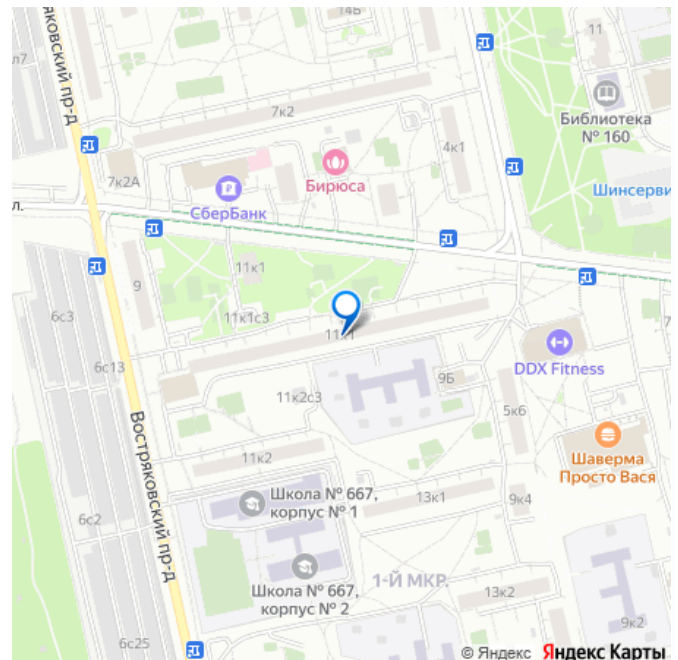 14Б
11
яковский пр-д
7к2
Библиотека
№ 160
4к1
Бирюса
7к2А
СберБанк
Шинсерви
л.
11к1
9
6с3
11к1с3
11к1
6с13
DDX Fitness
9Б
11к2с3
5к6
Востряковский пр-д
Шаверма
Просто Вася
11к2
Школа № 667,
корпус № 1
13к1
9к4
6с2
1-Й МКР.
Школа № 667,
корпус № 2
13к2
9к2
6с25
© Яндекс Яндекс Карты